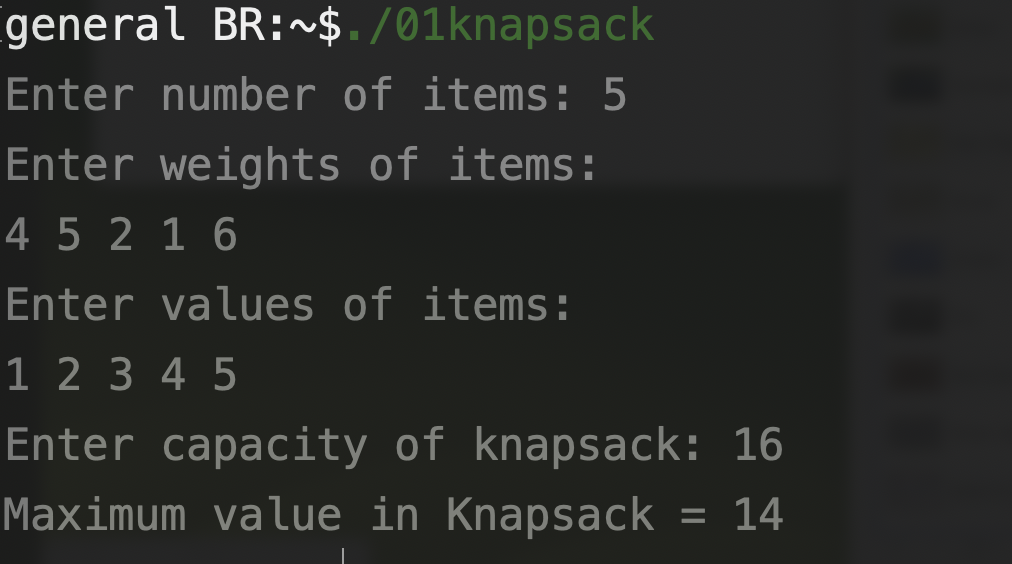 general BR:~$./01knapsack
Enter number of items: 5
Enter weights of items:
4 5 2 1 6
Enter values of items:
1 2 3 4 5
Enter capacity of knapsack: 16
Maximum value in Knapsack = 14